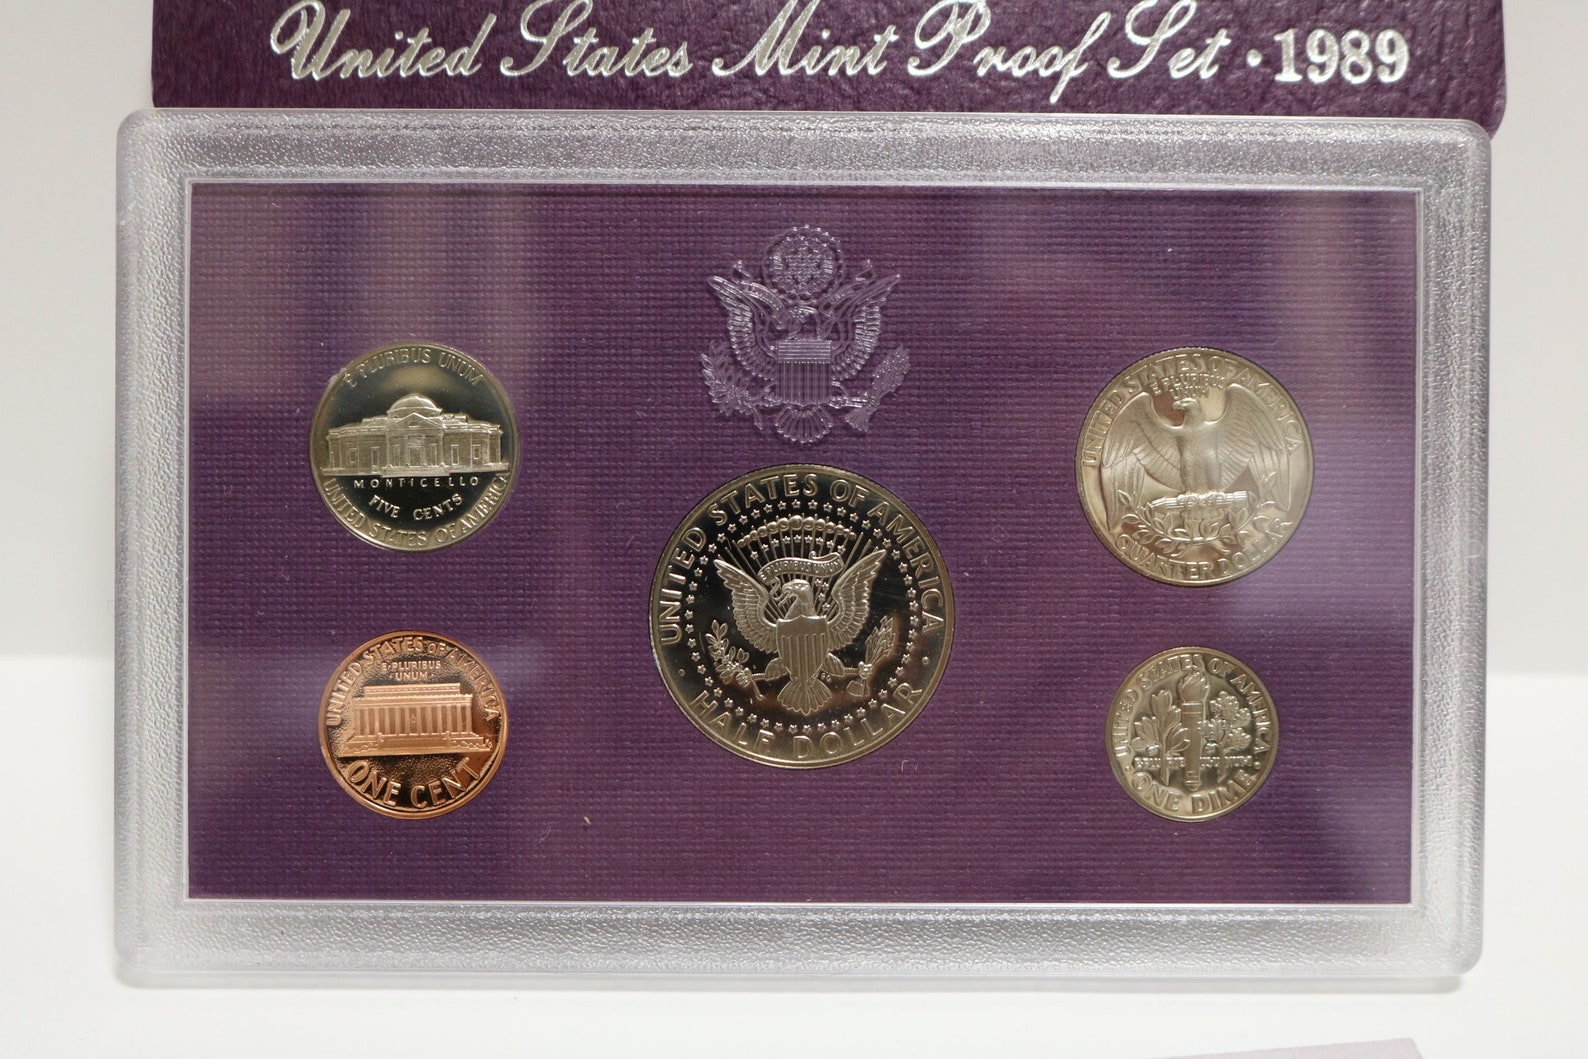 United States Mint Proof Set · 1989
E PLURIBUS UNUM
MONTICELLO
FIVE CENTS
UNITED STATES OF AMERICA
UNITED STATES OF AMERICA
E PLURIBUS
UNUM
ONE CENT
UNITED STATES OF AMERICA
E PLURIBUS UNUM
HALF DOLLAR
UNITED STATES OF AMERICA
E PLURIBUS
QUARTER DOLLAR
UNITED STATES OF AMERICA
ONE DIME